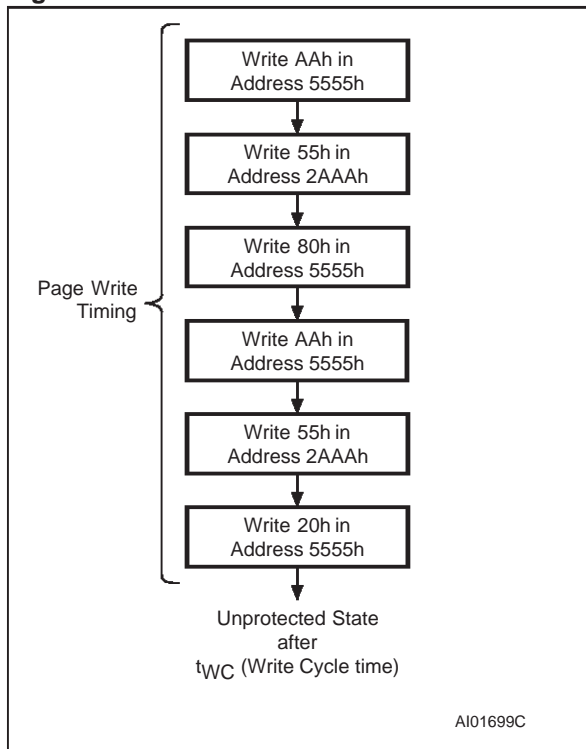 Write AAh in
Address 5555h
Write 55h in
Address 2AAAh
Write 80h in
Address 5555h
Page Write
Timing
Write AAh in
Address 5555h
Write 55h in
Address 2AAAh
Write 20h in
Address 5555h
Unprotected State
after
tWC (Write Cycle time)
AI01699C